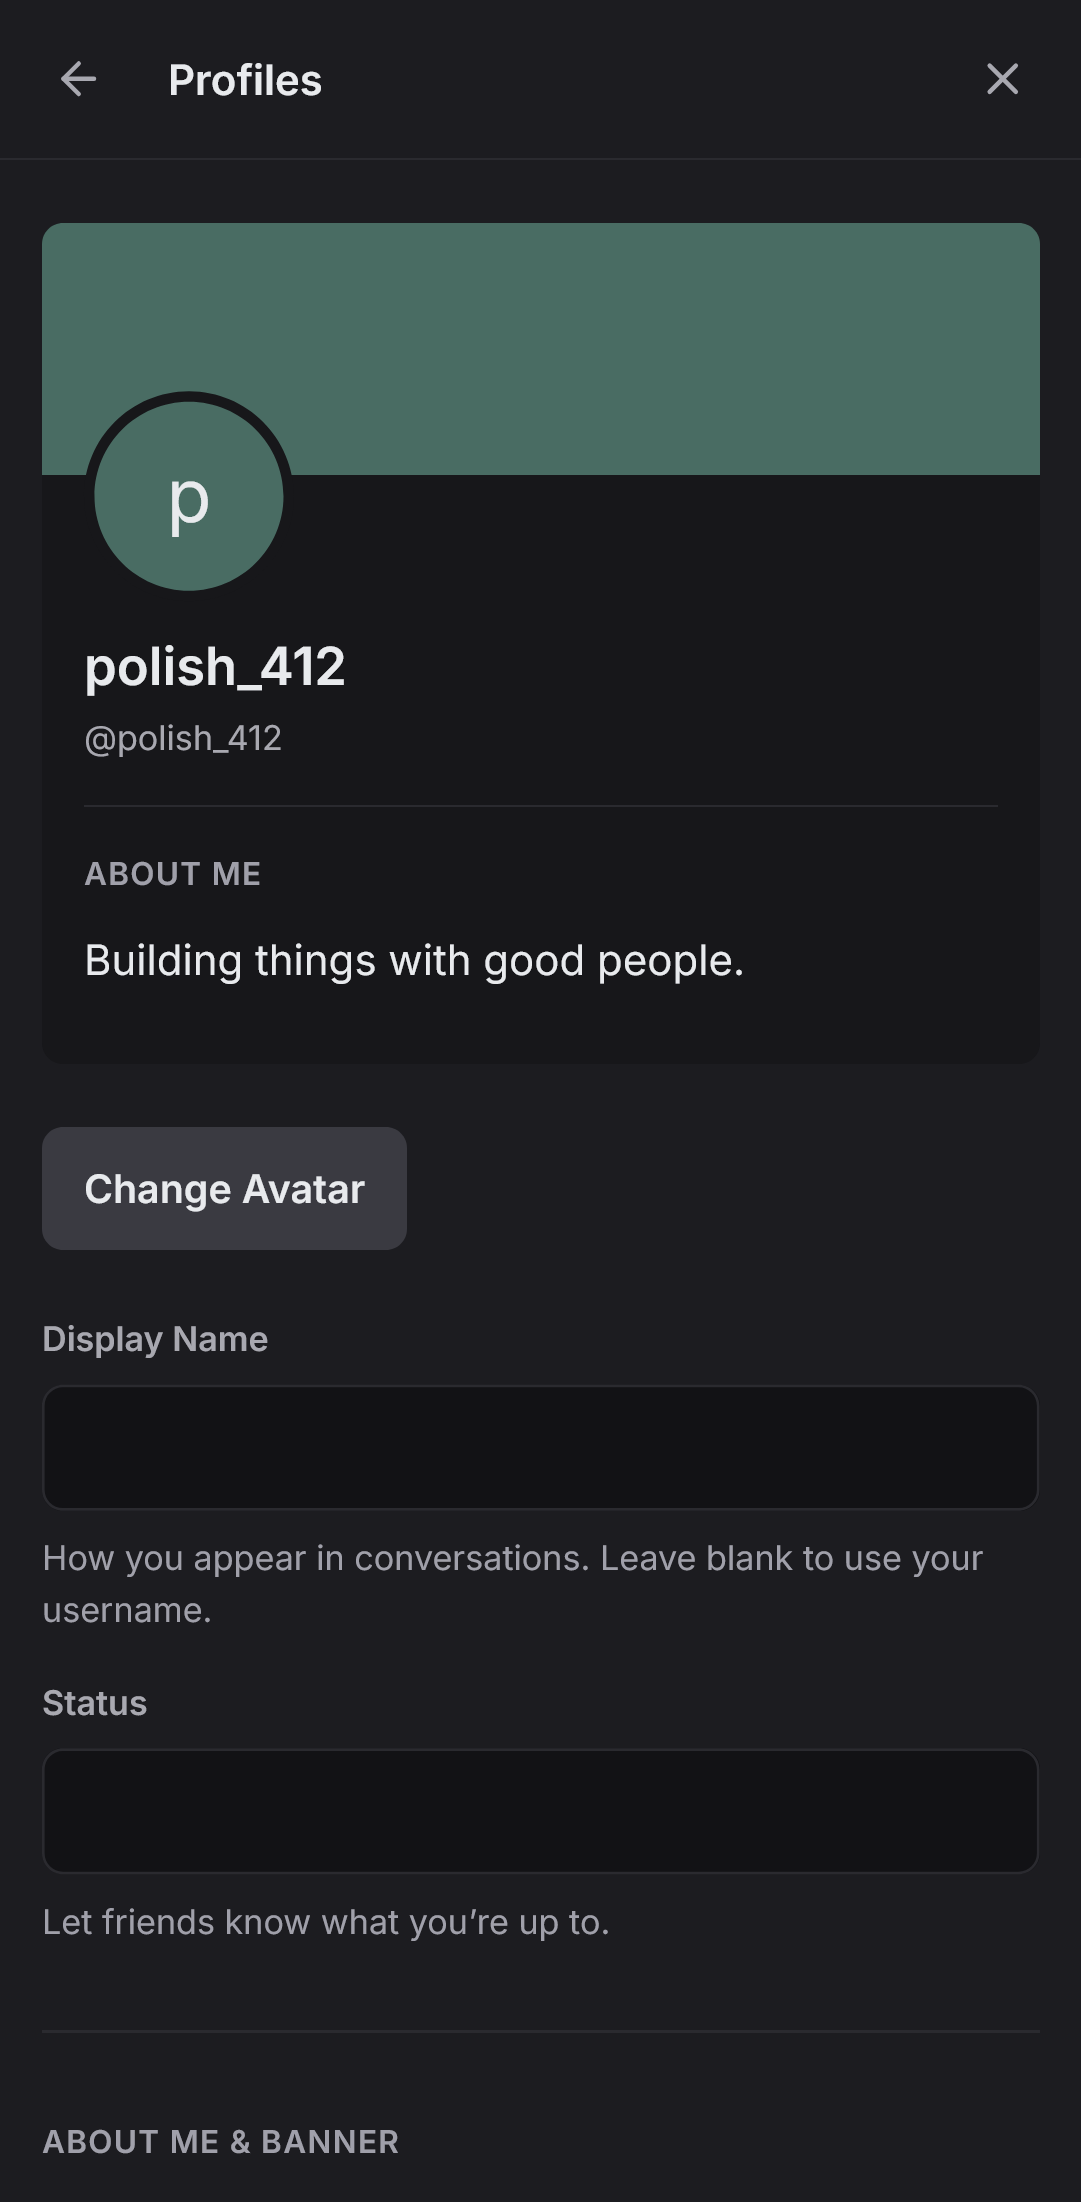 Profiles
p
polish_412
@polish_412
ABOUT ME
Building things with good people.
Change Avatar
Display Name
How you appear in conversations. Leave blank to use your
username.
Status
Let friends know what you’re up to.
ABOUT ME & BANNER